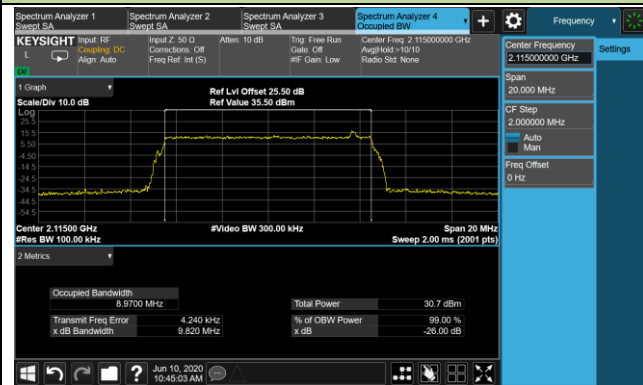 Spectrum Analyzer 1
Swept SA
Spectrum Analyzer 2
Swept SA
Spectrum Analyzer 3
Swept SA
Spectrum Analyzer 4
Occupied BW
Frequency
KEYSIGHT
L
Input: RF
Coupling: DC
Align: Auto
Input Z: 50 Ω
Corrections: Off
Freq Ref: Int (S)
Atten: 10 dB
Trig: Free Run
Gate: Off
#IF Gain: Low
Center Freq: 2.115000000 GHz
Avg|Hold:>10/10
Radio Std: None
Center Frequency
2.115000000 GHz
Settings
Span
20.000 MHz
CF Step
2.000000 MHz
Auto
Man
Freq Offset
0 Hz
1 Graph
Scale/Div 10.0 dB
Ref Lvl Offset 25.50 dB
Ref Value 35.50 dBm
Log
25.5
15.5
5.50
-4.50
-14.5
-24.5
-34.5
-44.5
-54.5
Center 2.11500 GHz
#Video BW 300.00 kHz
Span 20 MHz
#Res BW 100.00 kHz
Sweep 2.00 ms (2001 pts)
2 Metrics
Occupied Bandwidth
8.9700 MHz
Total Power
30.7 dBm
Transmit Freq Error
4.240 kHz
% of OBW Power
99.00 %
x dB Bandwidth
9.820 MHz
x dB
-26.00 dB
Jun 10, 2020
10:45:03 AM